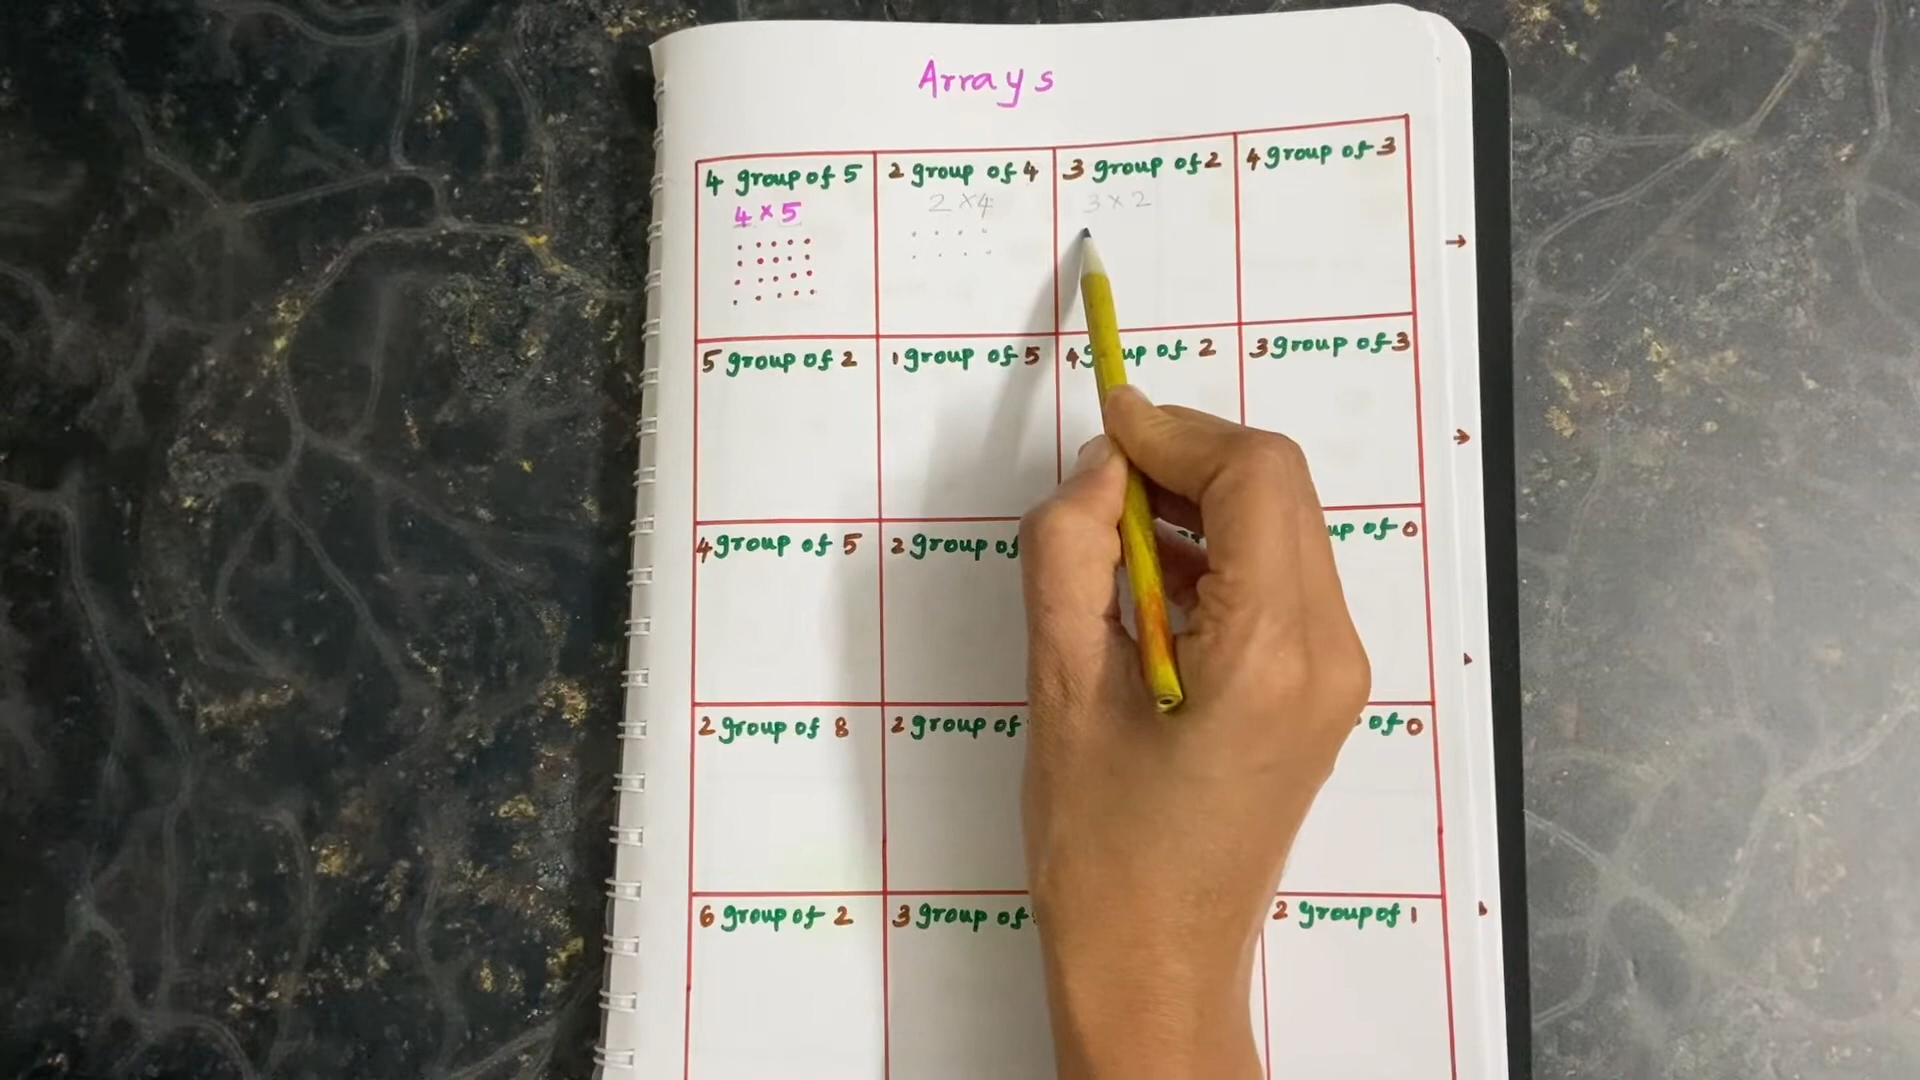 Arrays
4 group of 5
4 × 5
2 group of 4
2 × 4
3 group of 2
3 × 2
4 group of 3
5 group of 2
1 group of 5
group of 2
3 group of 3
4 group of 5
2 group of
of 0
2 group of 8
2 group of
of 0
6 group of 2
3 group of
2 group of 1